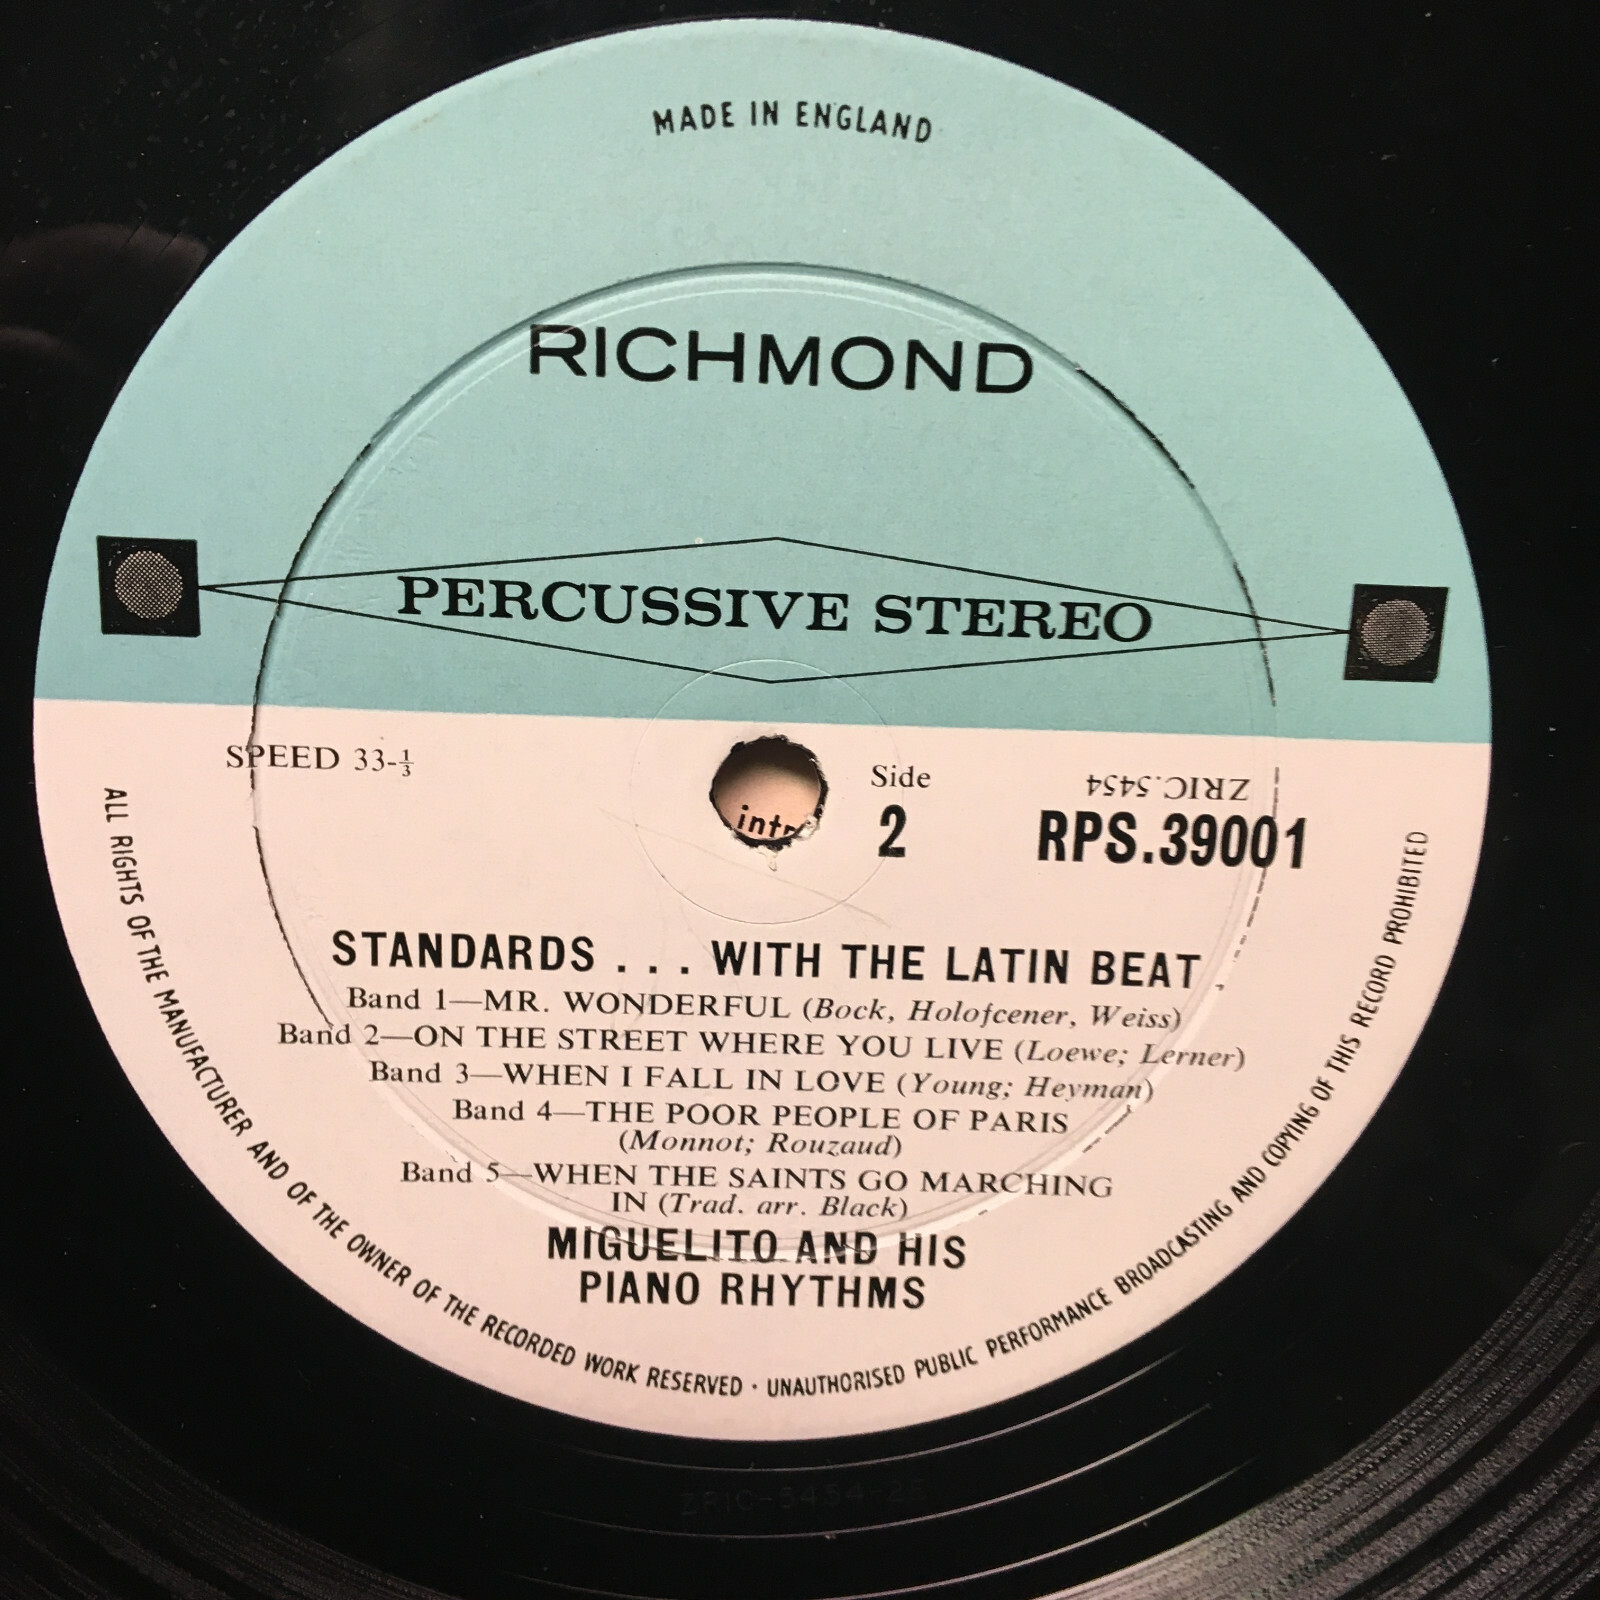 MADE IN ENGLAND
RICHMOND
PERCUSSIVE STEREO
SPEED 33-⅓
Side
2
ZRIC.5454
RPS.39001
STANDARDS . . . WITH THE LATIN BEAT
Band 1—MR. WONDERFUL (Bock, Holofcener, Weiss)
Band 2—ON THE STREET WHERE YOU LIVE (Loewe; Lerner)
Band 3—WHEN I FALL IN LOVE (Young; Heyman)
Band 4—THE POOR PEOPLE OF PARIS
(Monnot; Rouzaud)
Band 5—WHEN THE SAINTS GO MARCHING
IN (Trad. arr. Black)
MIGUELITO AND HIS
PIANO RHYTHMS
ALL RIGHTS OF THE MANUFACTURER AND OF THE OWNER OF THE RECORDED WORK RESERVED · UNAUTHORISED PUBLIC PERFORMANCE BROADCASTING AND COPYING OF THIS RECORD PROHIBITED